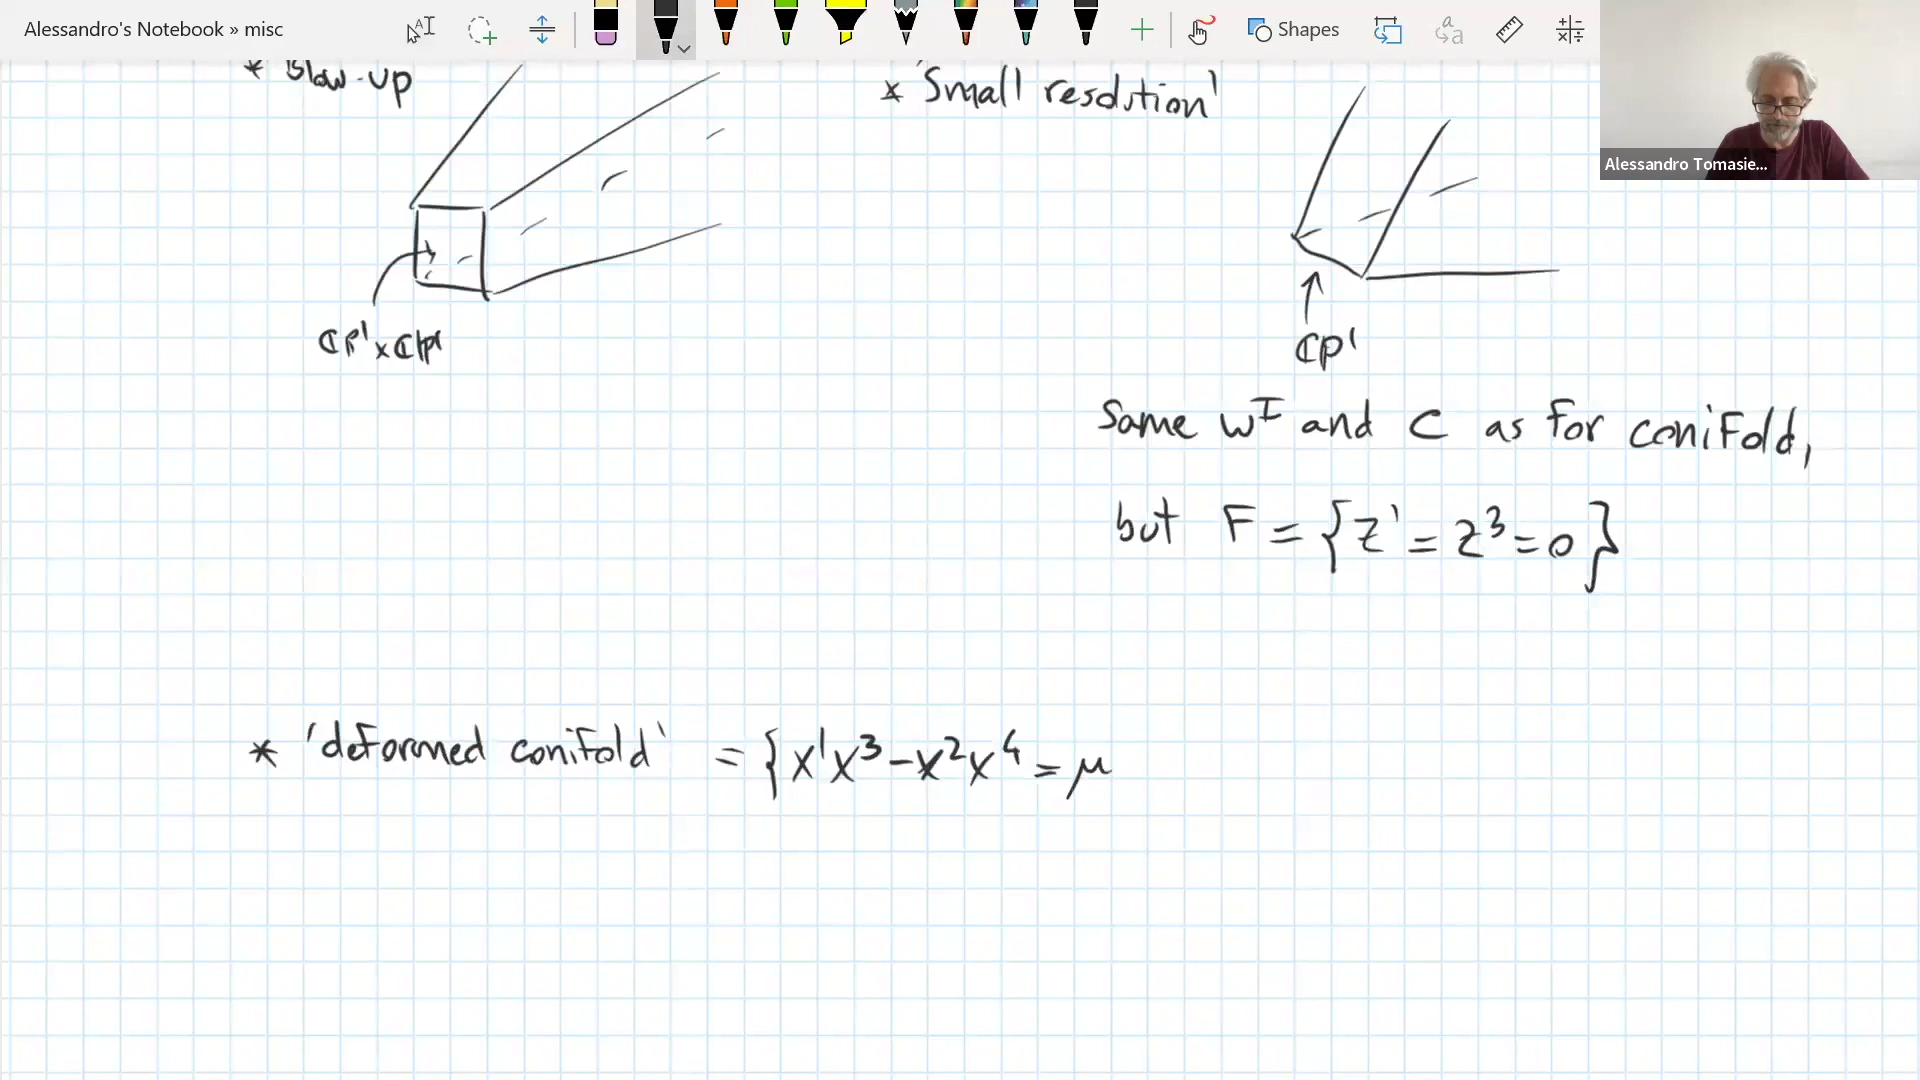 Alessandro's Notebook » misc
Shapes
Alessandro Tomasie...
* Blow-up
* 'Small resolution'
ℂP¹×ℂP¹
ℂP¹
Same wᴵ and C as for conifold,
but F = {z¹ = z³ = 0}
* 'deformed conifold' = {x¹x³ - x²x⁴ = μ